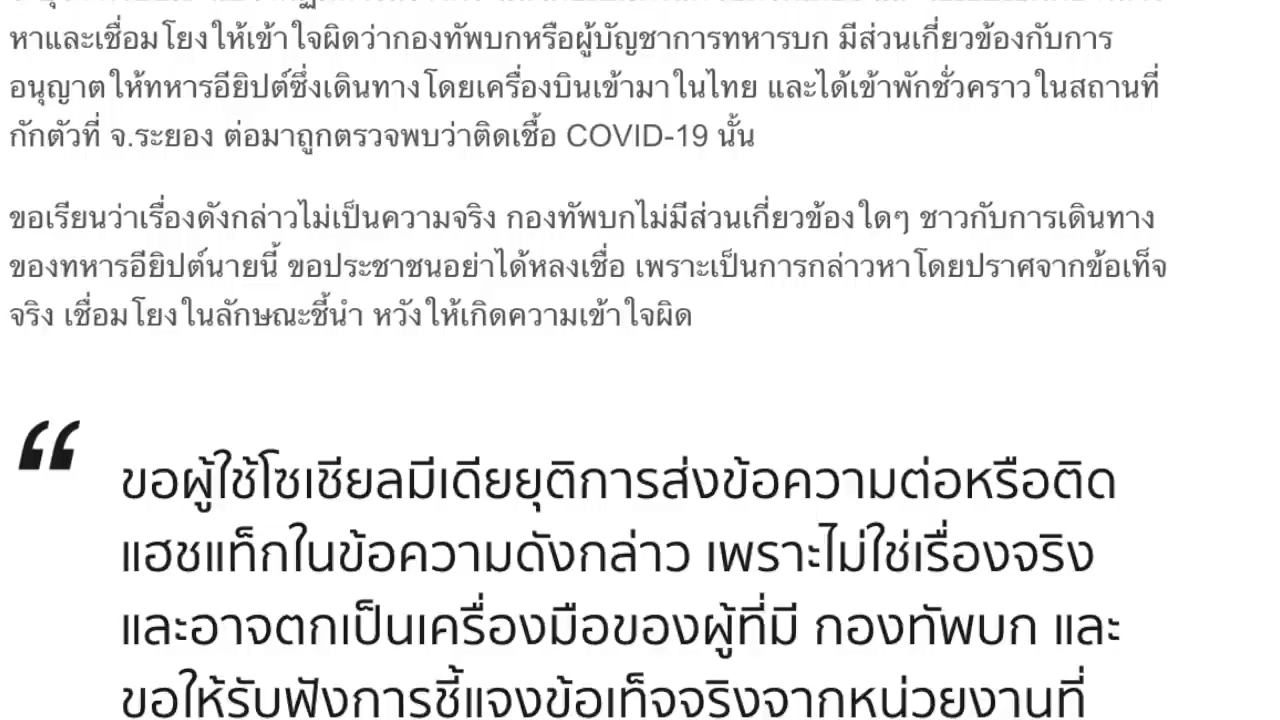 หาและเชื่อมโยงให้เข้าใจผิดว่ากองทัพบกหรือผู้บัญชาการทหารบก มีส่วนเกี่ยวข้องกับการ
อนุญาตให้ทหารอียิปต์ซึ่งเดินทางโดยเครื่องบินเข้ามาในไทย และได้เข้าพักชั่วคราวในสถานที่
กักตัวที่ จ.ระยอง ต่อมาถูกตรวจพบว่าติดเชื้อ COVID-19 นั้น
ขอเรียนว่าเรื่องดังกล่าวไม่เป็นความจริง กองทัพบกไม่มีส่วนเกี่ยวข้องใดๆ ชาวกับการเดินทาง
ของทหารอียิปต์นายนี้ ขอประชาชนอย่าได้หลงเชื่อ เพราะเป็นการกล่าวหาโดยปราศจากข้อเท็จ
จริง เชื่อมโยงในลักษณะชี้นำ หวังให้เกิดความเข้าใจผิด
“ ขอผู้ใช้โซเชียลมีเดียยุติการส่งข้อความต่อหรือติด
แฮชแท็กในข้อความดังกล่าว เพราะไม่ใช่เรื่องจริง
และอาจตกเป็นเครื่องมือของผู้ที่มี กองทัพบก และ
ขอให้รับฟังการชี้แจงข้อเท็จจริงจากหน่วยงานที่